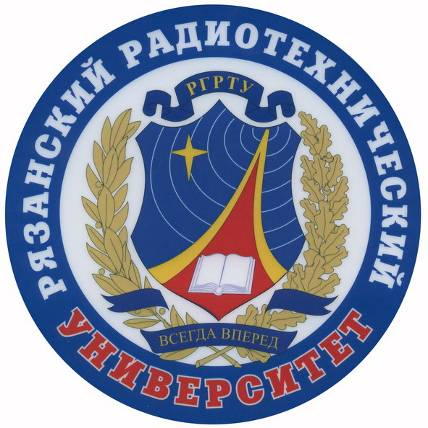 РЯЗАНСКИЙ РАДИОТЕХНИЧЕСКИЙ
УНИВЕРСИТЕТ
РГРТУ
ВСЕГДА ВПЕРЕД